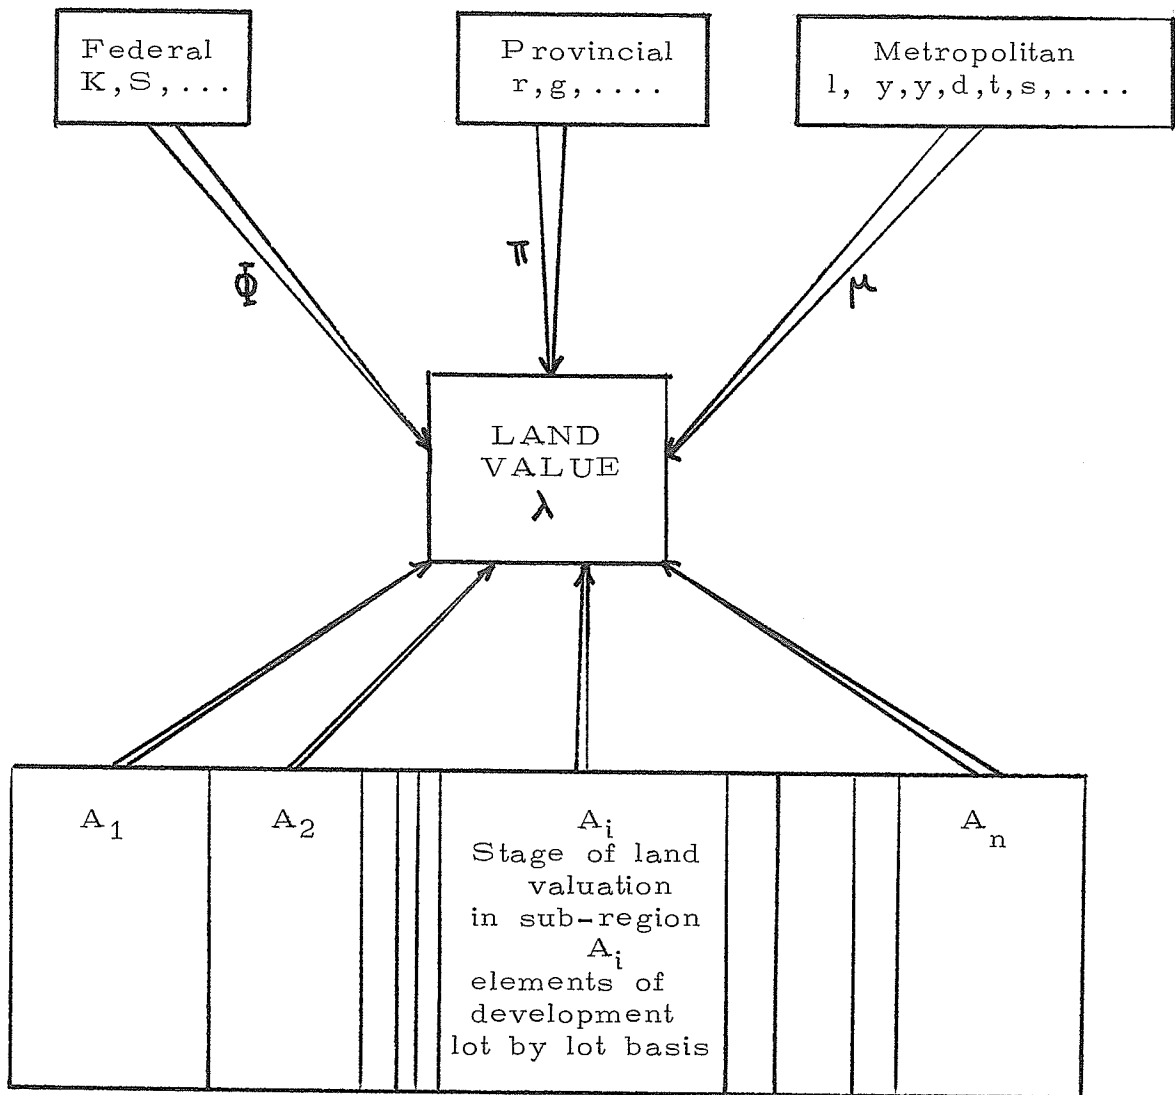 Federal
K,S,...
Provincial
r,g,....
Metropolitan
l, y,y,d,t,s,....
Φ
π
μ
LAND
VALUE
λ
A1
A2
Ai
Stage of land
valuation
in sub-region
Ai
elements of
development
lot by lot basis
An